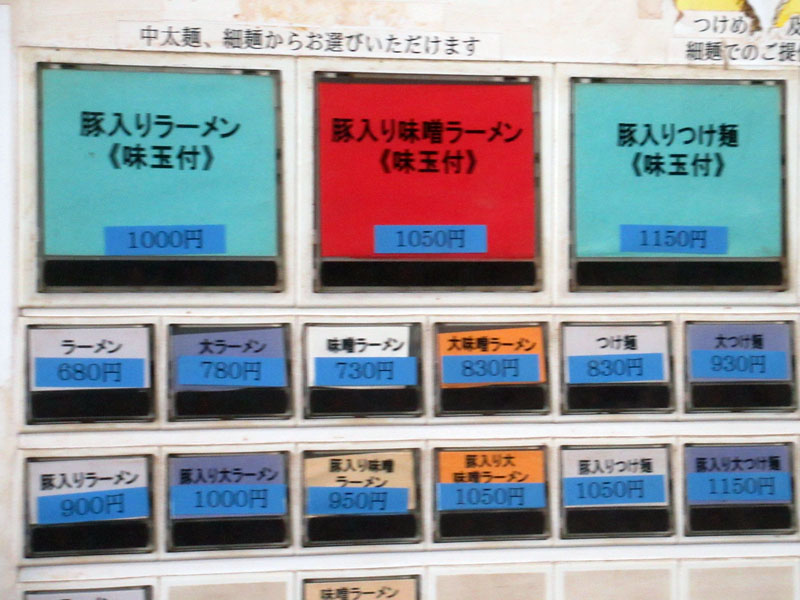 中太麺、細麺からお選びいただけます
つけめ
細麺でのご提
豚入りラーメン
《味玉付》
1000円
豚入り味噌ラーメン
《味玉付》
1050円
豚入りつけ麺
《味玉付》
1150円
ラーメン
680円
大ラーメン
780円
味噌ラーメン
730円
大味噌ラーメン
830円
つけ麺
830円
大つけ麺
930円
豚入りラーメン
900円
豚入り大ラーメン
1000円
豚入り味噌
ラーメン
950円
豚入り大
味噌ラーメン
1050円
豚入りつけ麺
1050円
豚入り大つけ麺
1150円
味噌ラーメン